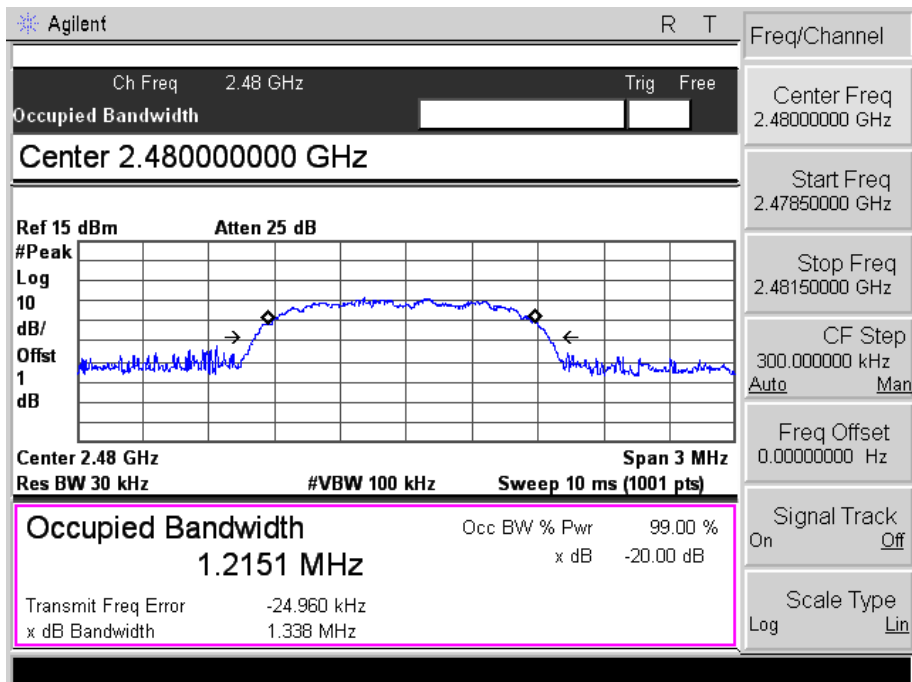 Agilent R T
Ch Freq 2.48 GHz Trig Free
Occupied Bandwidth
Center 2.480000000 GHz
Ref 15 dBm Atten 25 dB
#Peak
Log
10
dB/
Offst
1
dB
Center 2.48 GHz Span 3 MHz
Res BW 30 kHz #VBW 100 kHz Sweep 10 ms (1001 pts)
Occupied Bandwidth Occ BW % Pwr 99.00 %
1.2151 MHz x dB -20.00 dB
Transmit Freq Error -24.960 kHz
x dB Bandwidth 1.338 MHz
Freq/Channel
Center Freq
2.48000000 GHz
Start Freq
2.47850000 GHz
Stop Freq
2.48150000 GHz
CF Step
300.000000 kHz
Auto Man
Freq Offset
0.00000000 Hz
Signal Track
On Off
Scale Type
Log Lin